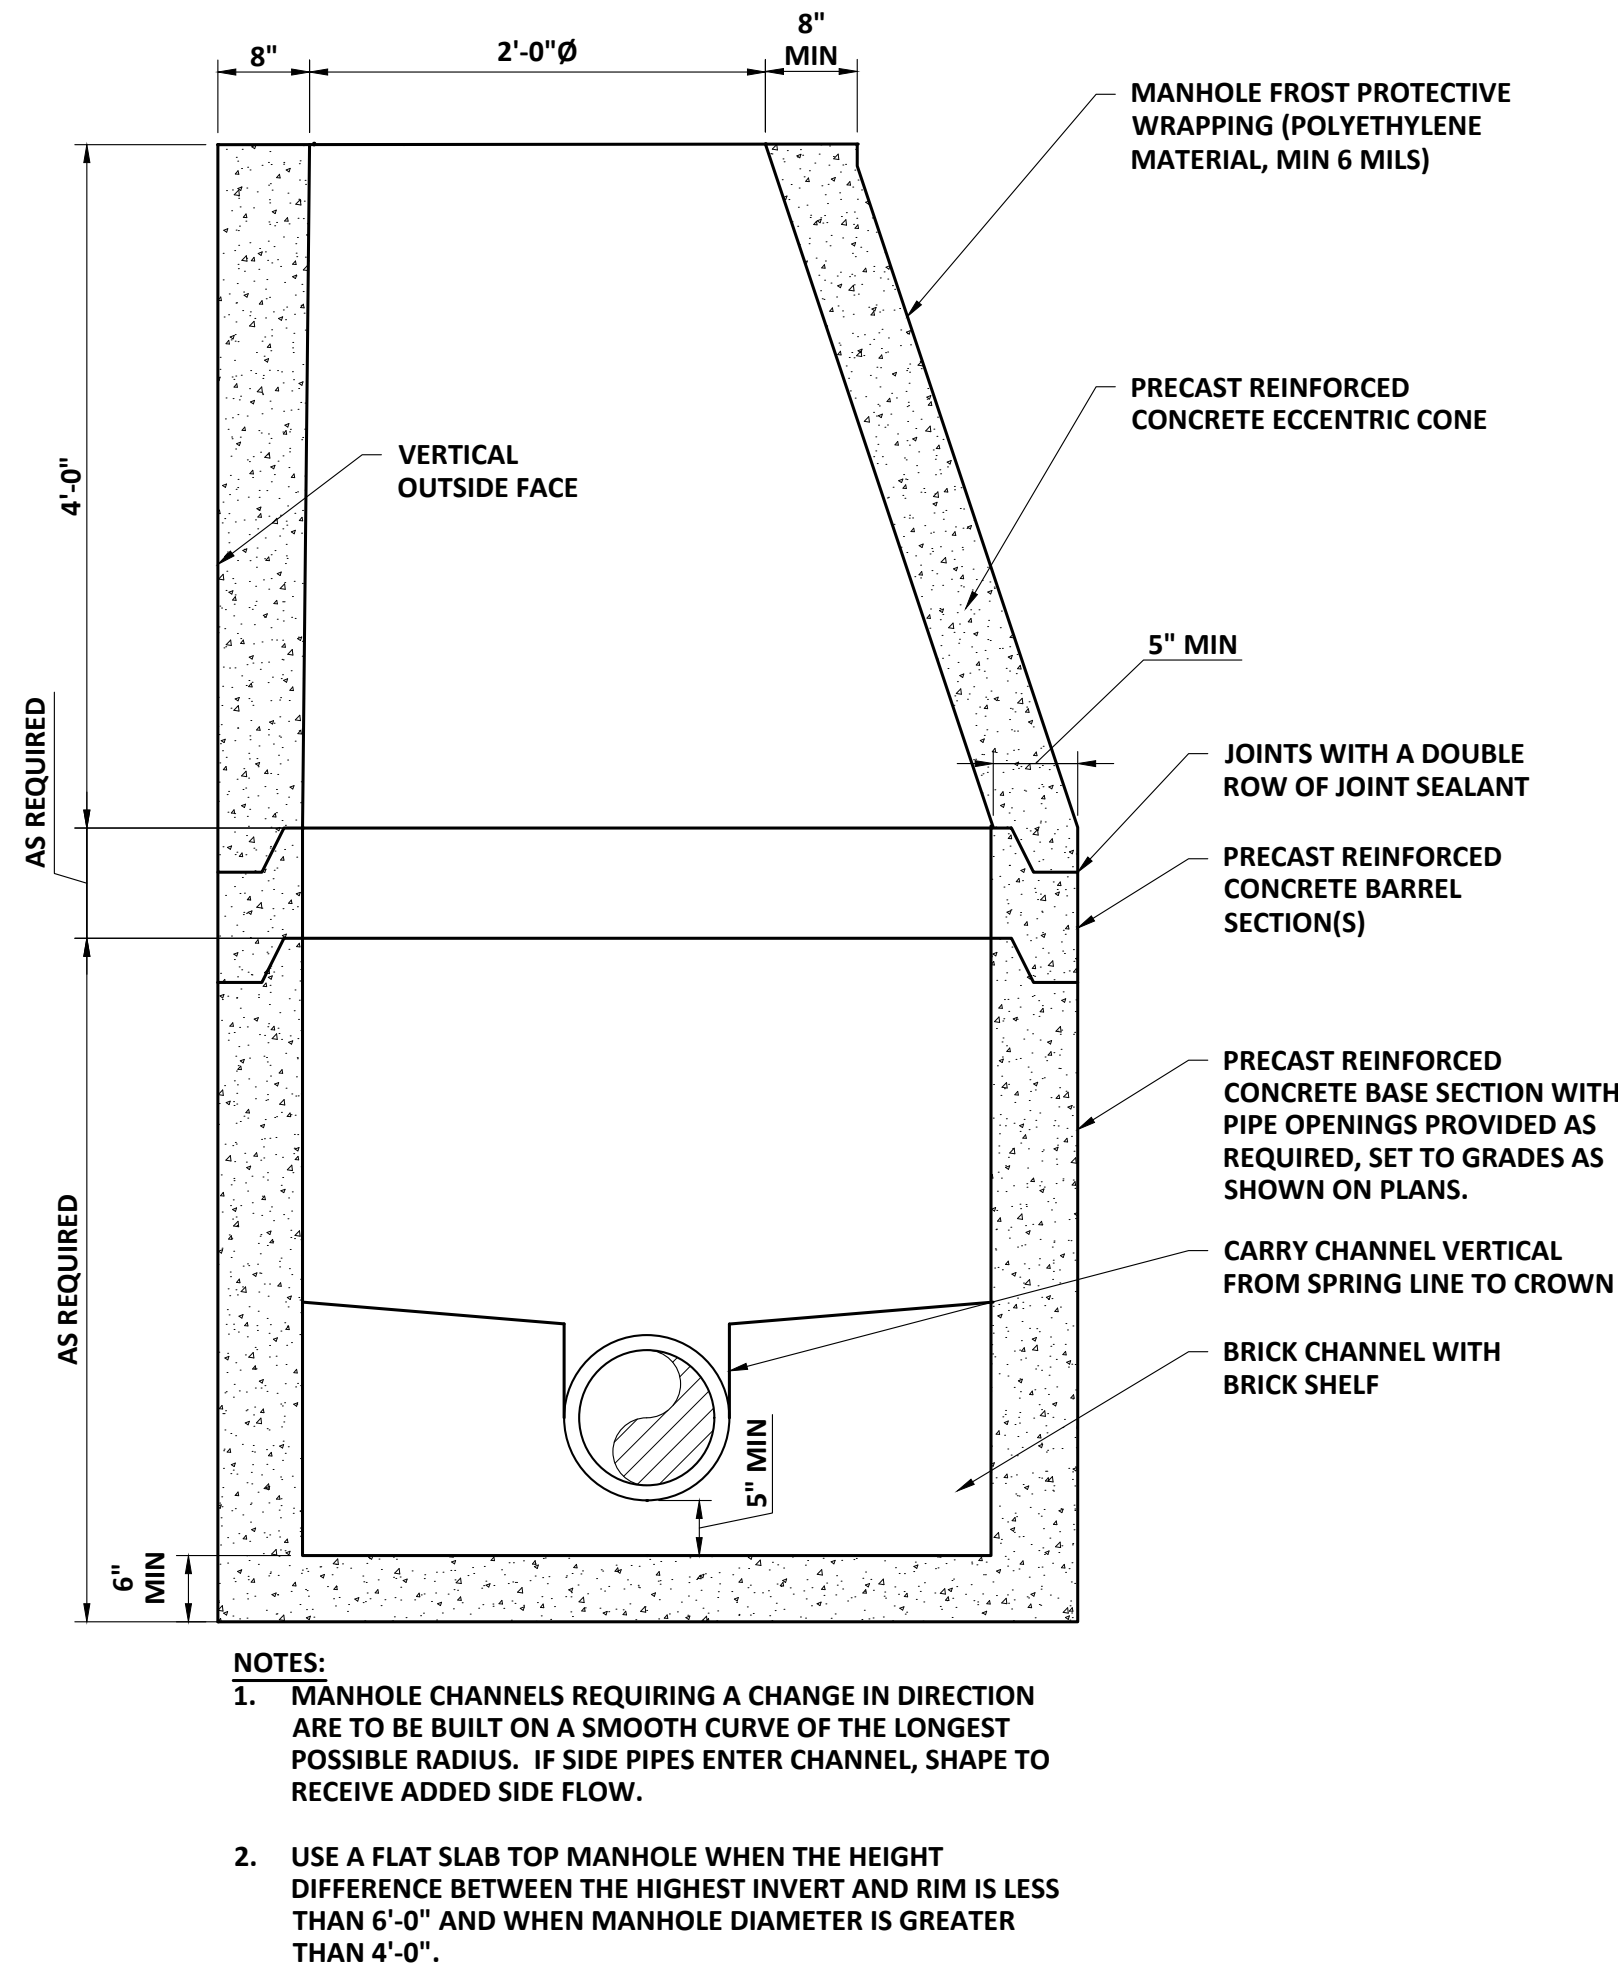 8"
2'-0"Ø
8"
MIN
MANHOLE FROST PROTECTIVE
WRAPPING (POLYETHYLENE
MATERIAL, MIN 6 MILS)
PRECAST REINFORCED
CONCRETE ECCENTRIC CONE
VERTICAL
OUTSIDE FACE
4'-0"
5" MIN
AS REQUIRED
JOINTS WITH A DOUBLE
ROW OF JOINT SEALANT
PRECAST REINFORCED
CONCRETE BARREL
SECTION(S)
PRECAST REINFORCED
CONCRETE BASE SECTION WITH
PIPE OPENINGS PROVIDED AS
REQUIRED, SET TO GRADES AS
SHOWN ON PLANS.
AS REQUIRED
CARRY CHANNEL VERTICAL
FROM SPRING LINE TO CROWN
BRICK CHANNEL WITH
BRICK SHELF
5" MIN
6"
MIN
NOTES:
1. MANHOLE CHANNELS REQUIRING A CHANGE IN DIRECTION
ARE TO BE BUILT ON A SMOOTH CURVE OF THE LONGEST
POSSIBLE RADIUS. IF SIDE PIPES ENTER CHANNEL, SHAPE TO
RECEIVE ADDED SIDE FLOW.
2. USE A FLAT SLAB TOP MANHOLE WHEN THE HEIGHT
DIFFERENCE BETWEEN THE HIGHEST INVERT AND RIM IS LESS
THAN 6'-0" AND WHEN MANHOLE DIAMETER IS GREATER
THAN 4'-0".